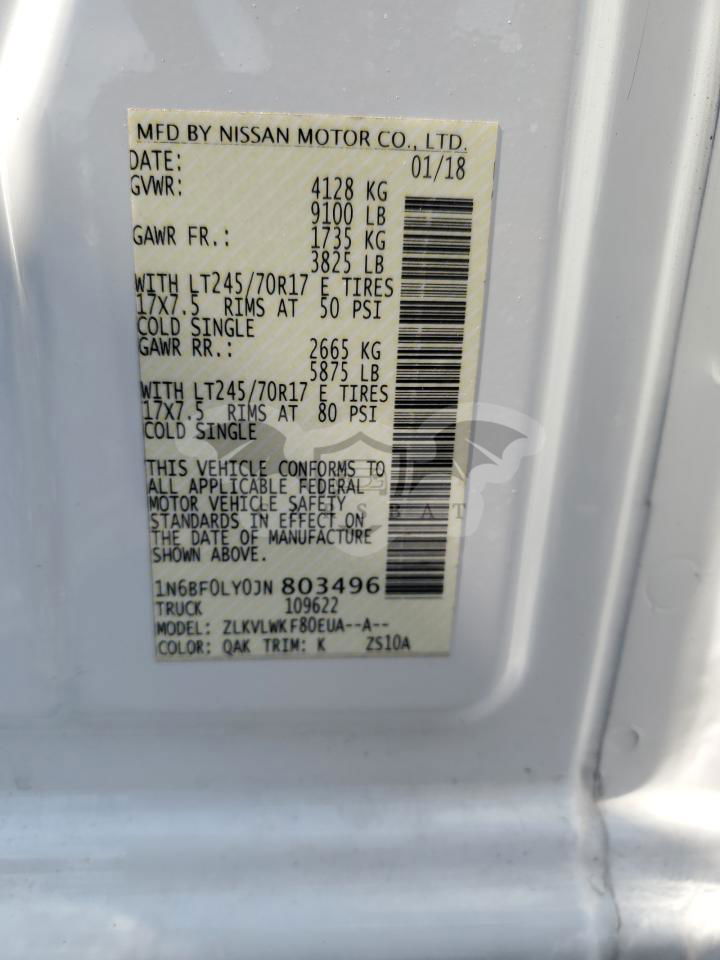 MFD BY NISSAN MOTOR CO., LTD.
DATE: 01/18
GVWR: 4128 KG
9100 LB
GAWR FR.: 1735 KG
3825 LB
WITH LT245/70R17 E TIRES
17X7.5 RIMS AT 50 PSI
COLD SINGLE
GAWR RR.: 2665 KG
5875 LB
WITH LT245/70R17 E TIRES
17X7.5 RIMS AT 80 PSI
COLD SINGLE
THIS VEHICLE CONFORMS TO
ALL APPLICABLE FEDERAL
MOTOR VEHICLE SAFETY
STANDARDS IN EFFECT ON
THE DATE OF MANUFACTURE
SHOWN ABOVE.
1N6BF0LY0JN 803496
TRUCK 109622
MODEL: ZLKVLWKF80EUA--A--
COLOR: QAK TRIM: K ZS10A